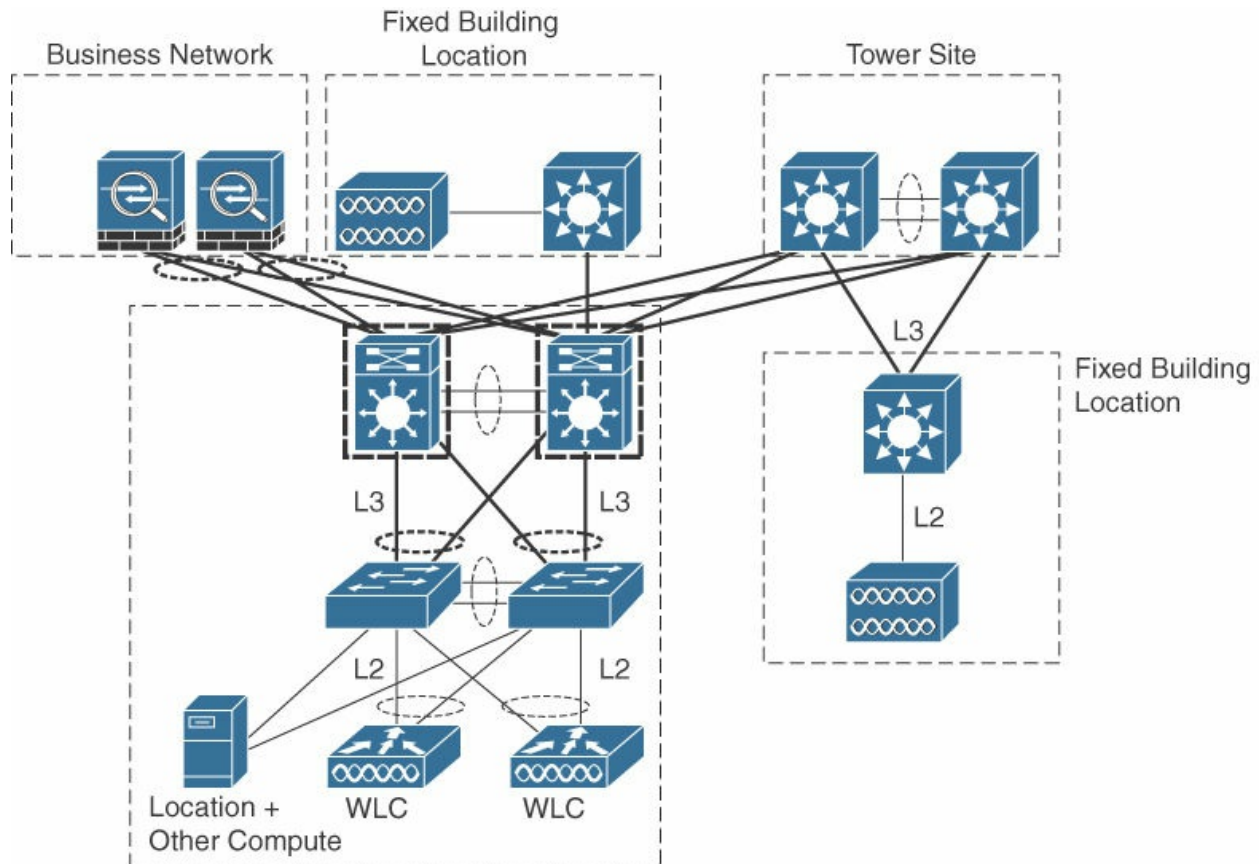 Business Network
Fixed Building
Location
Tower Site
L3
Fixed Building
Location
L3
L3
L2
L2
L2
Location +
Other Compute
WLC
WLC